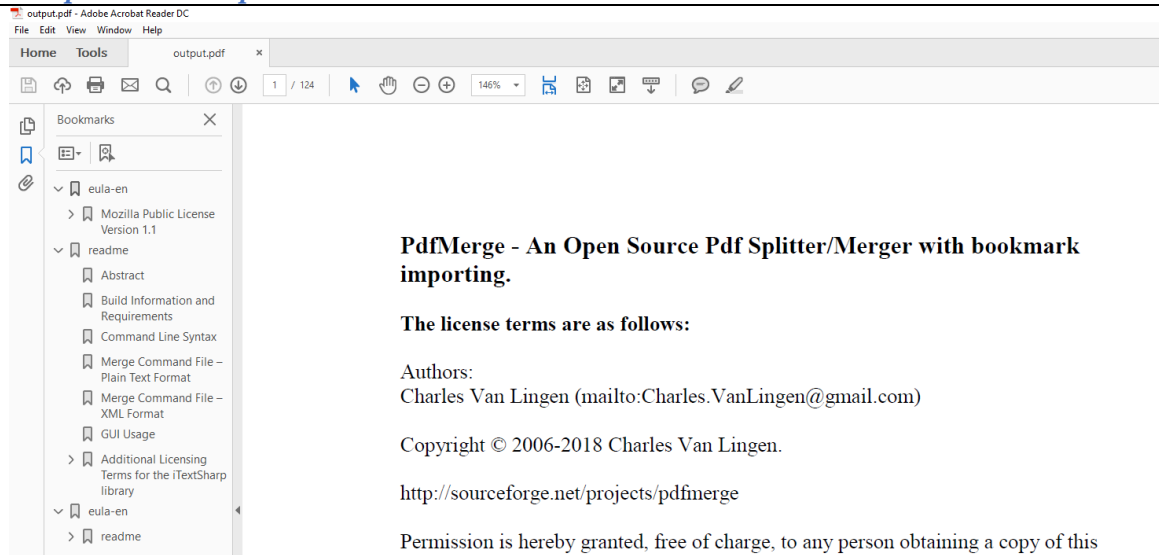 output.pdf - Adobe Acrobat Reader DC
File Edit View Window Help
Home Tools output.pdf ×
1 / 124 146%
Bookmarks
eula-en
Mozilla Public License
Version 1.1
readme
Abstract
Build Information and
Requirements
Command Line Syntax
Merge Command File –
Plain Text Format
Merge Command File –
XML Format
GUI Usage
Additional Licensing
Terms for the iTextSharp
library
eula-en
readme
PdfMerge - An Open Source Pdf Splitter/Merger with bookmark
importing.
The license terms are as follows:
Authors:
Charles Van Lingen (mailto:Charles.VanLingen@gmail.com)
Copyright © 2006-2018 Charles Van Lingen.
http://sourceforge.net/projects/pdfmerge
Permission is hereby granted, free of charge, to any person obtaining a copy of this